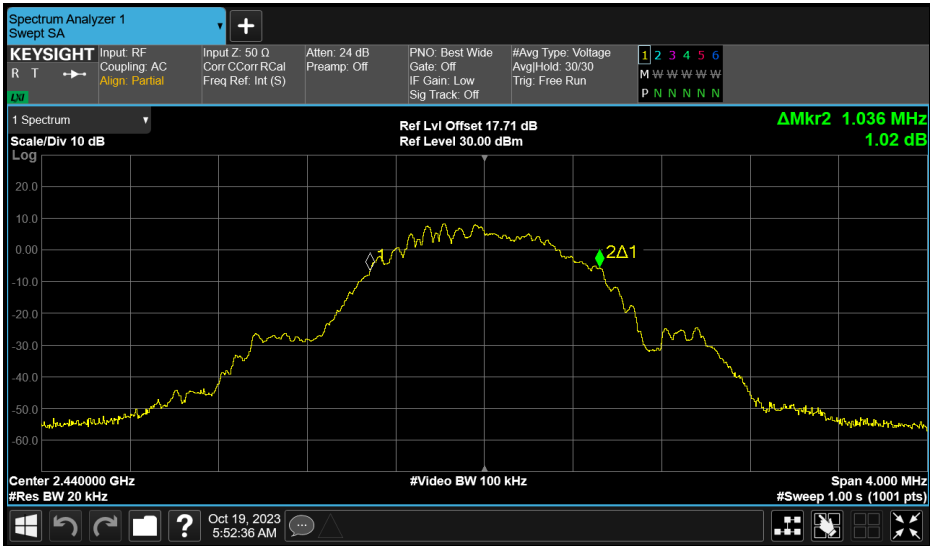 Spectrum Analyzer 1
Swept SA
+
KEYSIGHT
R T
LXI
Input: RF
Coupling: AC
Align: Partial
Input Z: 50 Ω
Corr CCorr RCal
Freq Ref: Int (S)
Atten: 24 dB
Preamp: Off
PNO: Best Wide
Gate: Off
IF Gain: Low
Sig Track: Off
#Avg Type: Voltage
Avg|Hold: 30/30
Trig: Free Run
1 2 3 4 5 6
M W W W W W
P N N N N N
1 Spectrum
Scale/Div 10 dB
Log
Ref Lvl Offset 17.71 dB
Ref Level 30.00 dBm
ΔMkr2 1.036 MHz
1.02 dB
20.0
10.0
0.00
-10.0
-20.0
-30.0
-40.0
-50.0
-60.0
1
2Δ1
Center 2.440000 GHz
#Video BW 100 kHz
Span 4.000 MHz
#Res BW 20 kHz
#Sweep 1.00 s (1001 pts)
?
Oct 19, 2023
5:52:36 AM